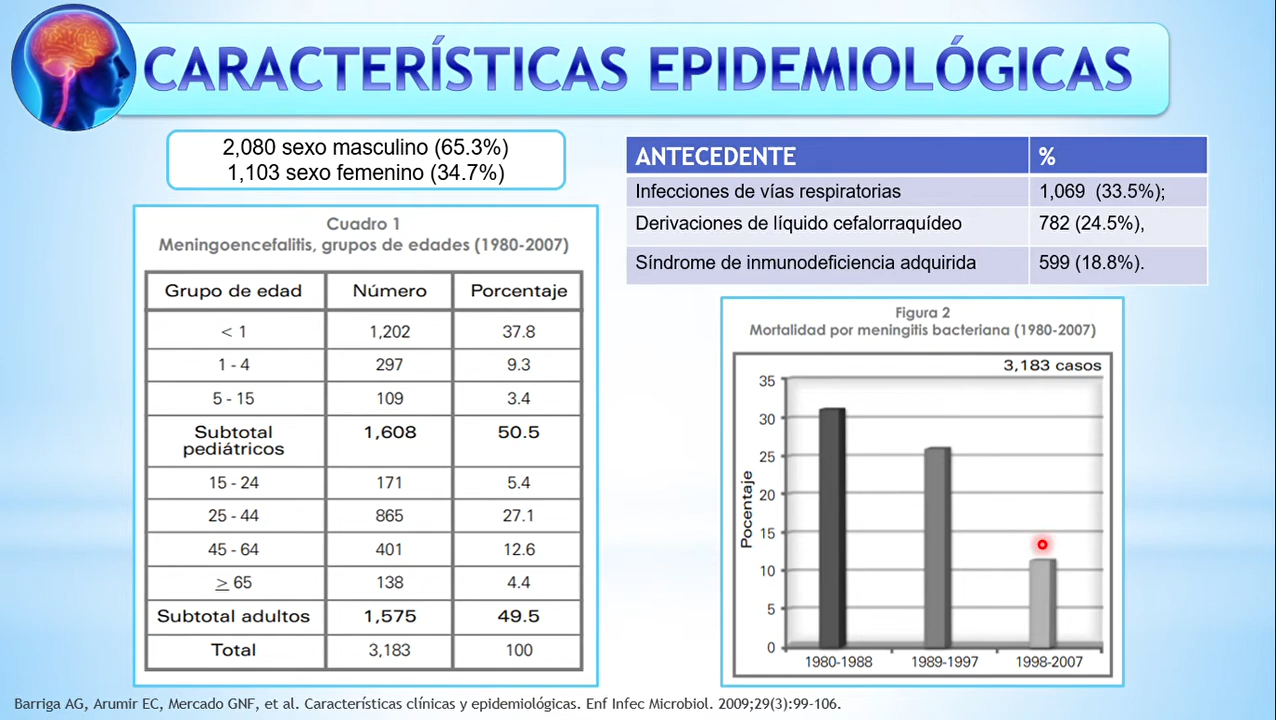 CARACTERÍSTICAS EPIDEMIOLÓGICAS
2,080 sexo masculino (65.3%)
1,103 sexo femenino (34.7%)
Cuadro 1
Meningoencefalitis, grupos de edades (1980-2007)
Grupo de edad Número Porcentaje
< 1 1,202 37.8
1 - 4 297 9.3
5 - 15 109 3.4
Subtotal
pediátricos 1,608 50.5
15 - 24 171 5.4
25 - 44 865 27.1
45 - 64 401 12.6
≥ 65 138 4.4
Subtotal adultos 1,575 49.5
Total 3,183 100
ANTECEDENTE %
Infecciones de vías respiratorias 1,069 (33.5%);
Derivaciones de líquido cefalorraquídeo 782 (24.5%),
Síndrome de inmunodeficiencia adquirida 599 (18.8%).
Figura 2
Mortalidad por meningitis bacteriana (1980-2007)
3,183 casos
Pocentaje
35
30
25
20
15
10
5
0
1980-1988 1989-1997 1998-2007
Barriga AG, Arumir EC, Mercado GNF, et al. Características clínicas y epidemiológicas. Enf Infec Microbiol. 2009;29(3):99-106.